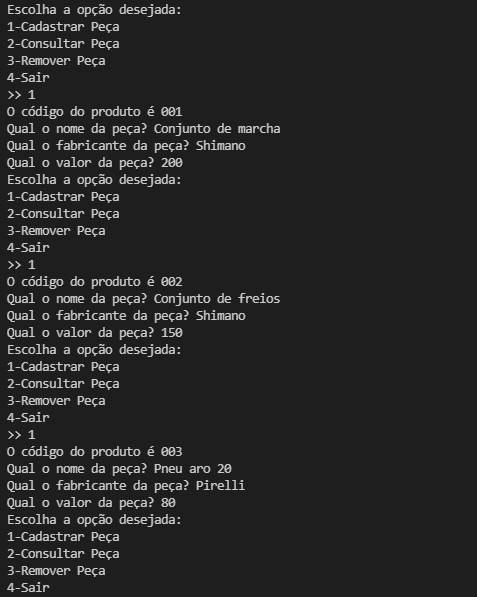 Escolha a opção desejada:
1-Cadastrar Peça
2-Consultar Peça
3-Remover Peça
4-Sair
>> 1
O código do produto é 001
Qual o nome da peça? Conjunto de marcha
Qual o fabricante da peça? Shimano
Qual o valor da peça? 200
Escolha a opção desejada:
1-Cadastrar Peça
2-Consultar Peça
3-Remover Peça
4-Sair
>> 1
O código do produto é 002
Qual o nome da peça? Conjunto de freios
Qual o fabricante da peça? Shimano
Qual o valor da peça? 150
Escolha a opção desejada:
1-Cadastrar Peça
2-Consultar Peça
3-Remover Peça
4-Sair
>> 1
O código do produto é 003
Qual o nome da peça? Pneu aro 20
Qual o fabricante da peça? Pirelli
Qual o valor da peça? 80
Escolha a opção desejada:
1-Cadastrar Peça
2-Consultar Peça
3-Remover Peça
4-Sair